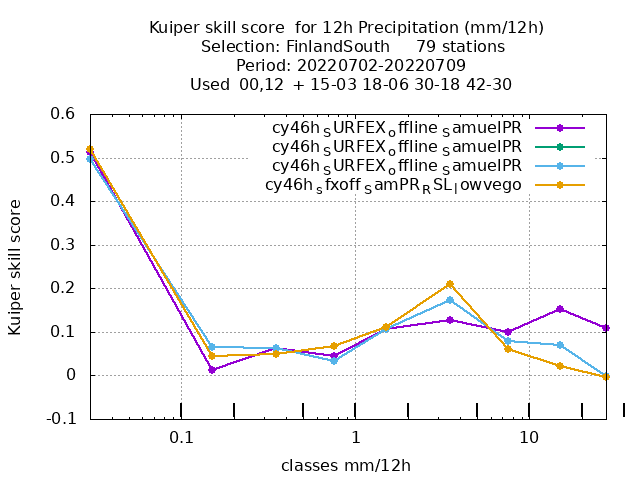 Kuiper skill score for 12h Precipitation (mm/12h)
Selection: FinlandSouth 79 stations
Period: 20220702-20220709
Used 00,12 + 15-03 18-06 30-18 42-30
cy46h_SURFEX_offline_SamuelPR
cy46h_SURFEX_offline_SamuelPR
cy46h_SURFEX_offline_SamuelPR
cy46h_sfxoff_SamPR_RSL_lowvego
Kuiper skill score
0.6
0.5
0.4
0.3
0.2
0.1
0
-0.1
0.1 1 10
classes mm/12h